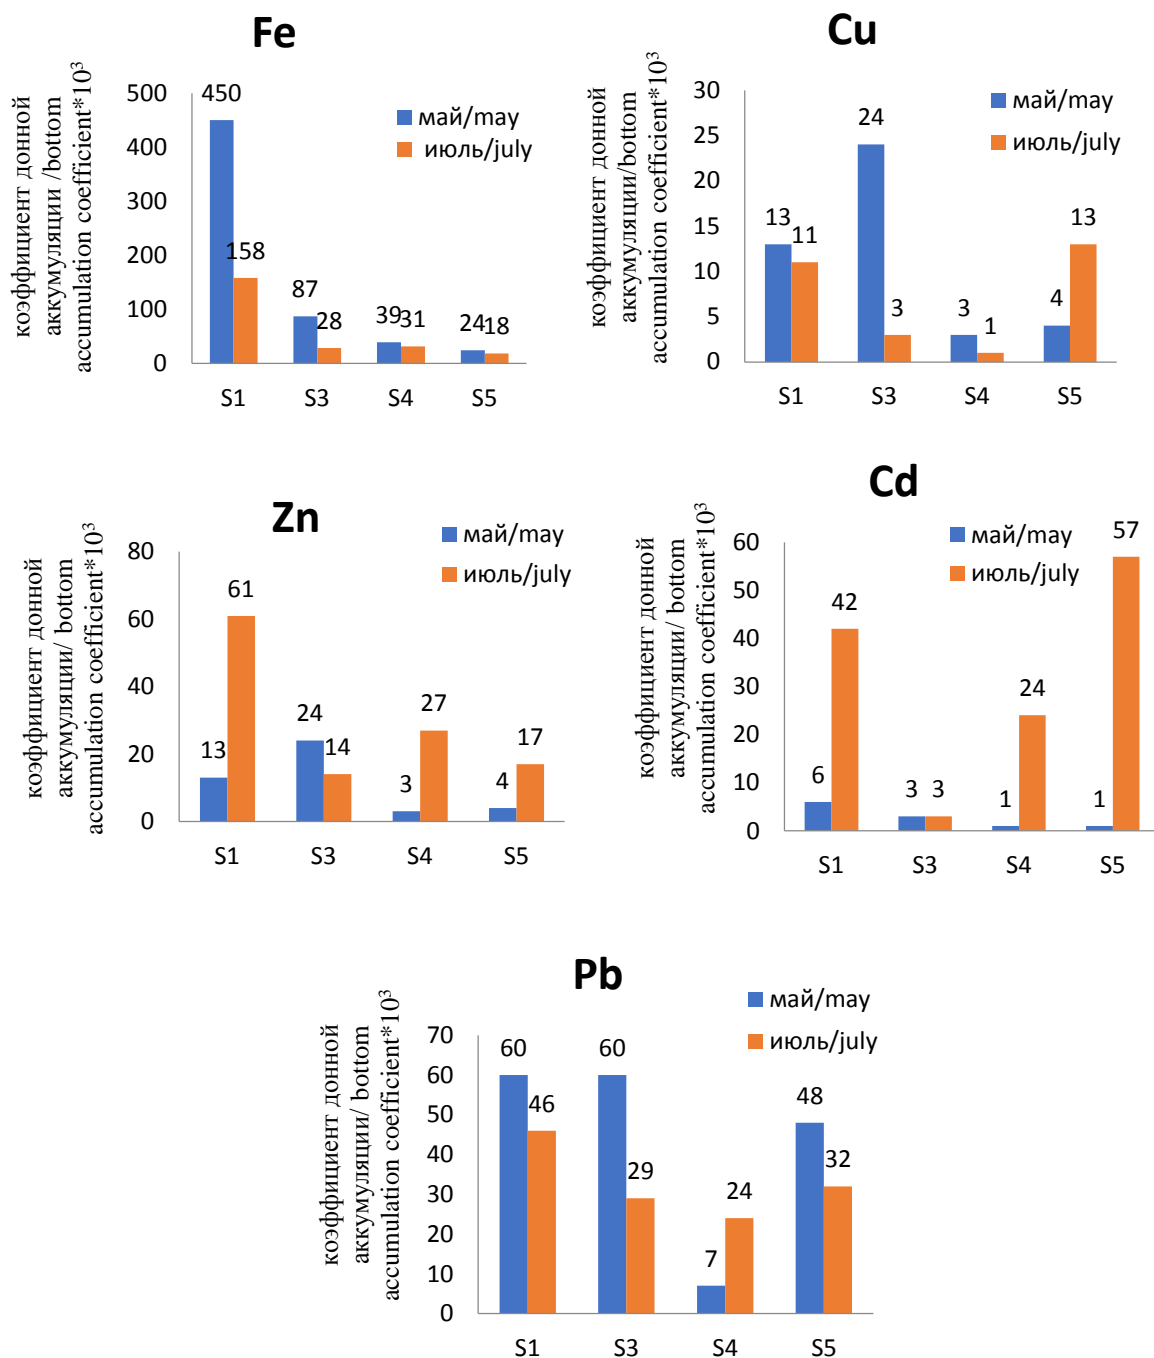 Fe
коэффициент донной
аккумуляции /bottom
accumulation coefficient*10³
500
400
300
200
100
0
450
158
87
28
39
31
24
18
май/may
июль/july
S1 S3 S4 S5
Cu
коэффициент донной
аккумуляции/bottom
accumulation coefficient*10³
30
25
20
15
10
5
0
13
11
24
3
3
1
4
13
май/may
июль/july
S1 S3 S4 S5
Zn
коэффициент донной
аккумуляции/ bottom
accumulation coefficient*10³
80
60
40
20
0
13
61
24
14
3
27
4
17
май/may
июль/july
S1 S3 S4 S5
Cd
коэффициент донной
аккумуляции/ bottom
accumulation coefficient*10³
60
50
40
30
20
10
0
6
42
3
3
1
24
1
57
май/may
июль/july
S1 S3 S4 S5
Pb
коэффициент донной
аккумуляции/ bottom
accumulation coefficient*10³
70
60
50
40
30
20
10
0
60
46
60
29
7
24
48
32
май/may
июль/july
S1 S3 S4 S5